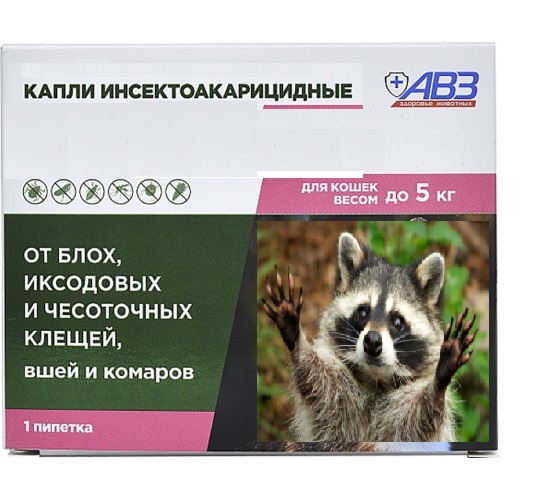 КАПЛИ ИНСЕКТОАКАРИЦИДНЫЕ
АВЗ
здоровье животных
ДЛЯ КОШЕК
ВЕСОМ до 5 кг
ОТ БЛОХ,
ИКСОДОВЫХ
И ЧЕСОТОЧНЫХ
КЛЕЩЕЙ,
вшей и комаров
1 пипетка